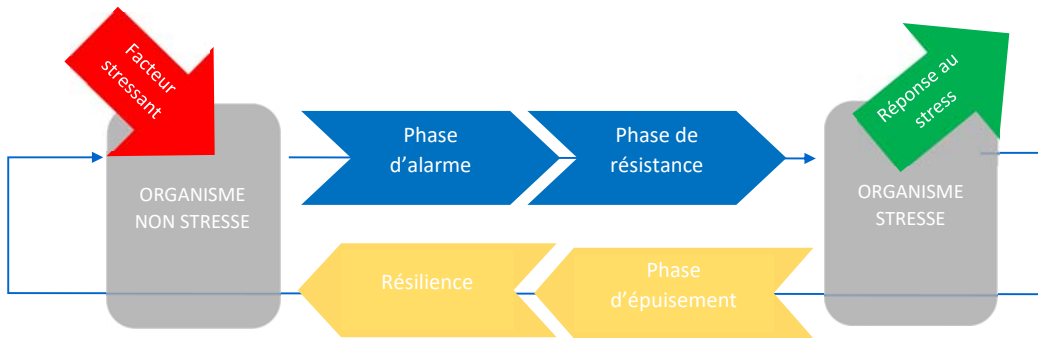 Facteur
stressant
Réponse au
stress
Phase
d’alarme
Phase de
résistance
ORGANISME
NON STRESSE
ORGANISME
STRESSE
Résilience
Phase
d’épuisement